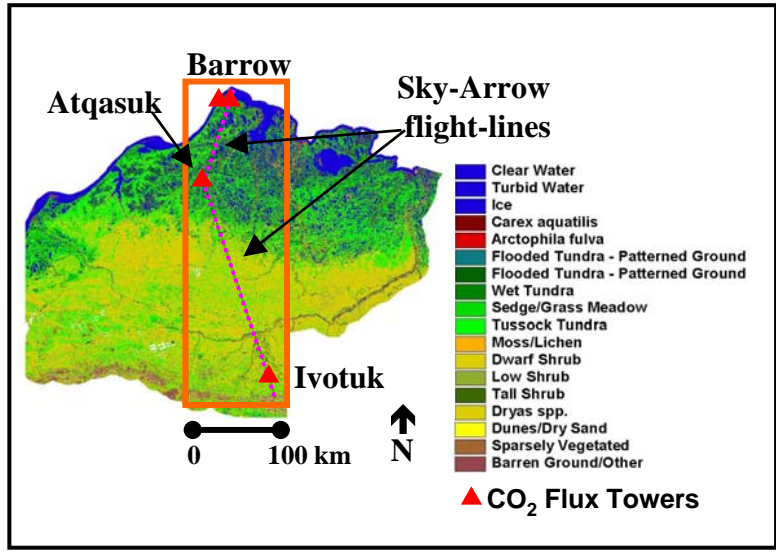 Barrow
Atqasuk
Sky-Arrow
flight-lines
Clear Water
Turbid Water
Ice
Carex aquatilis
Arctophila fulva
Flooded Tundra - Patterned Ground
Flooded Tundra - Patterned Ground
Wet Tundra
Sedge/Grass Meadow
Tussock Tundra
Moss/Lichen
Dwarf Shrub
Low Shrub
Tall Shrub
Dryas spp.
Dunes/Dry Sand
Sparsely Vegetated
Barren Ground/Other
Ivotuk
0 100 km
N
CO2 Flux Towers